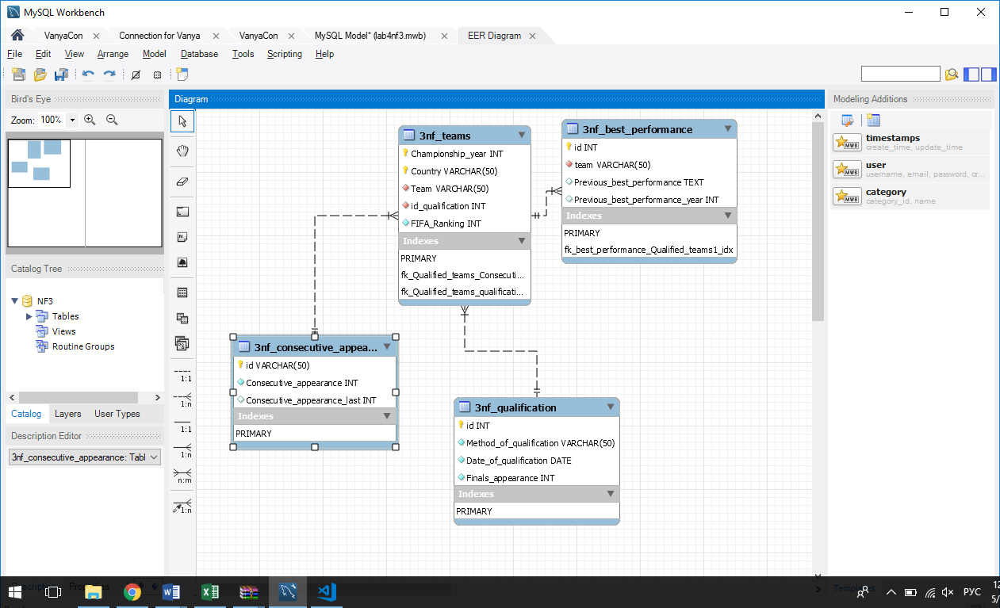 MySQL Workbench
VanyaCon
Connection for Vanya
VanyaCon
MySQL Model* (lab4nf3.mwb)
EER Diagram
File Edit View Arrange Model Database Tools Scripting Help
Bird's Eye
Zoom: 100%
Catalog Tree
NF3
Tables
Views
Routine Groups
Catalog Layers User Types
Description Editor
3nf_consecutive_appearance: Tabl
Diagram
1:1
1:n
1:1
1:n
n:m
1:n
3nf_teams
Championship_year INT
Country VARCHAR(50)
Team VARCHAR(50)
id_qualification INT
FIFA_Ranking INT
Indexes
PRIMARY
fk_Qualified_teams_Consecuti...
fk_Qualified_teams_qualificati...
3nf_best_performance
id INT
team VARCHAR(50)
Previous_best_performance TEXT
Previous_best_performance_year INT
Indexes
PRIMARY
fk_best_performance_Qualified_teams1_idx
3nf_consecutive_appea...
id VARCHAR(50)
Consecutive_appearance INT
Consecutive_appearance_last INT
Indexes
PRIMARY
3nf_qualification
id INT
Method_of_qualification VARCHAR(50)
Date_of_qualification DATE
Finals_appearance INT
Indexes
PRIMARY
Modeling Additions
MWB
timestamps
create_time, update_time
MWB
user
username, email, password, cr...
MWB
category
category_id, name
РУС
12
5/